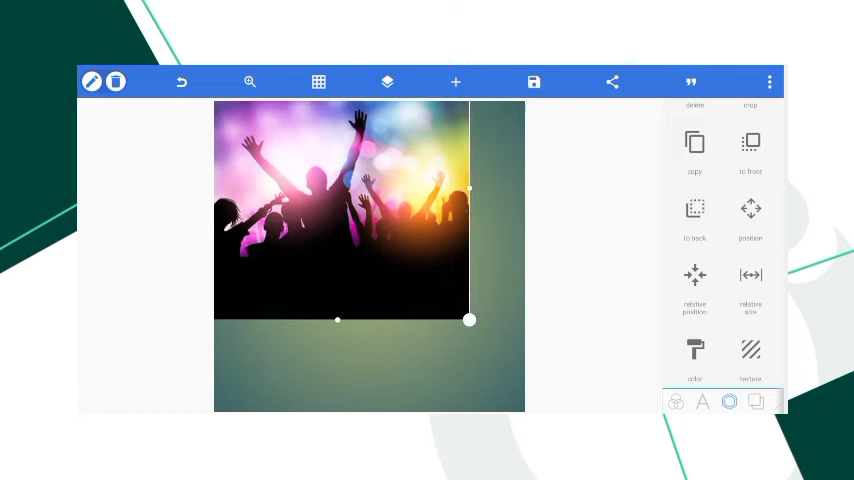 delete crop
copy to front
to back position
relative position relative size
color texture